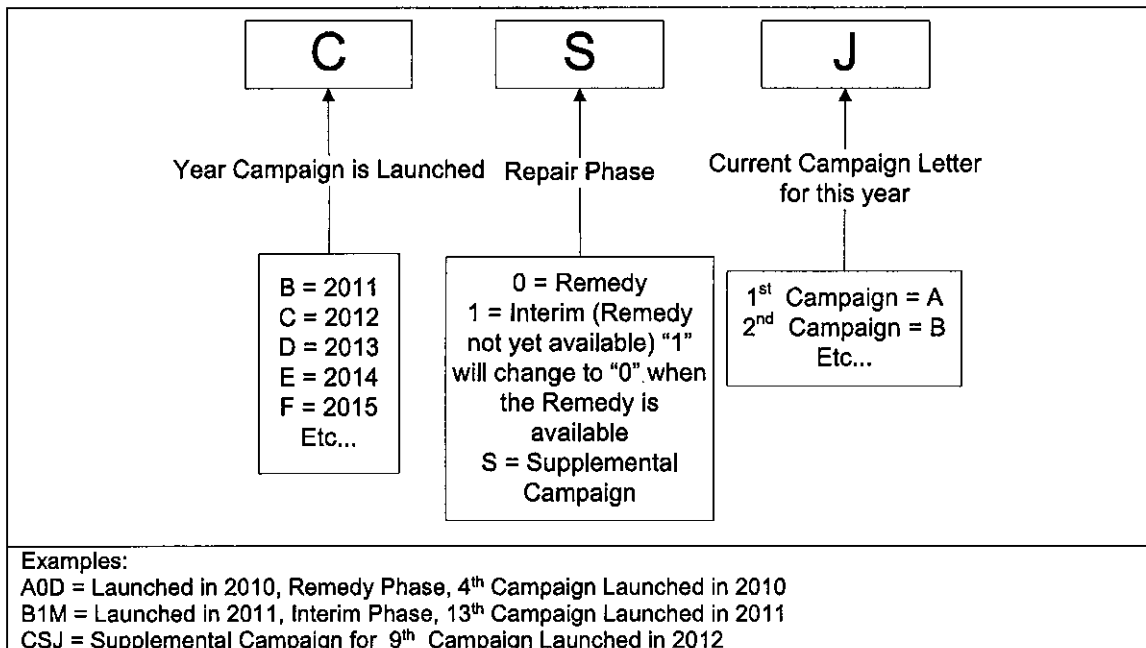 C S J
Year Campaign is Launched
Repair Phase
Current Campaign Letter
for this year
B = 2011
C = 2012
D = 2013
E = 2014
F = 2015
Etc...
0 = Remedy
1 = Interim (Remedy
not yet available) “1”
will change to “0” when
the Remedy is
available
S = Supplemental
Campaign
1st Campaign = A
2nd Campaign = B
Etc...
Examples:
A0D = Launched in 2010, Remedy Phase, 4th Campaign Launched in 2010
B1M = Launched in 2011, Interim Phase, 13th Campaign Launched in 2011
CSJ = Supplemental Campaign for 9th Campaign Launched in 2012